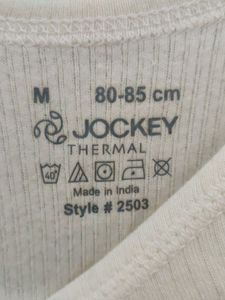 M 80-85 cm
JOCKEY
THERMAL
40°
Made in India
Style # 2503